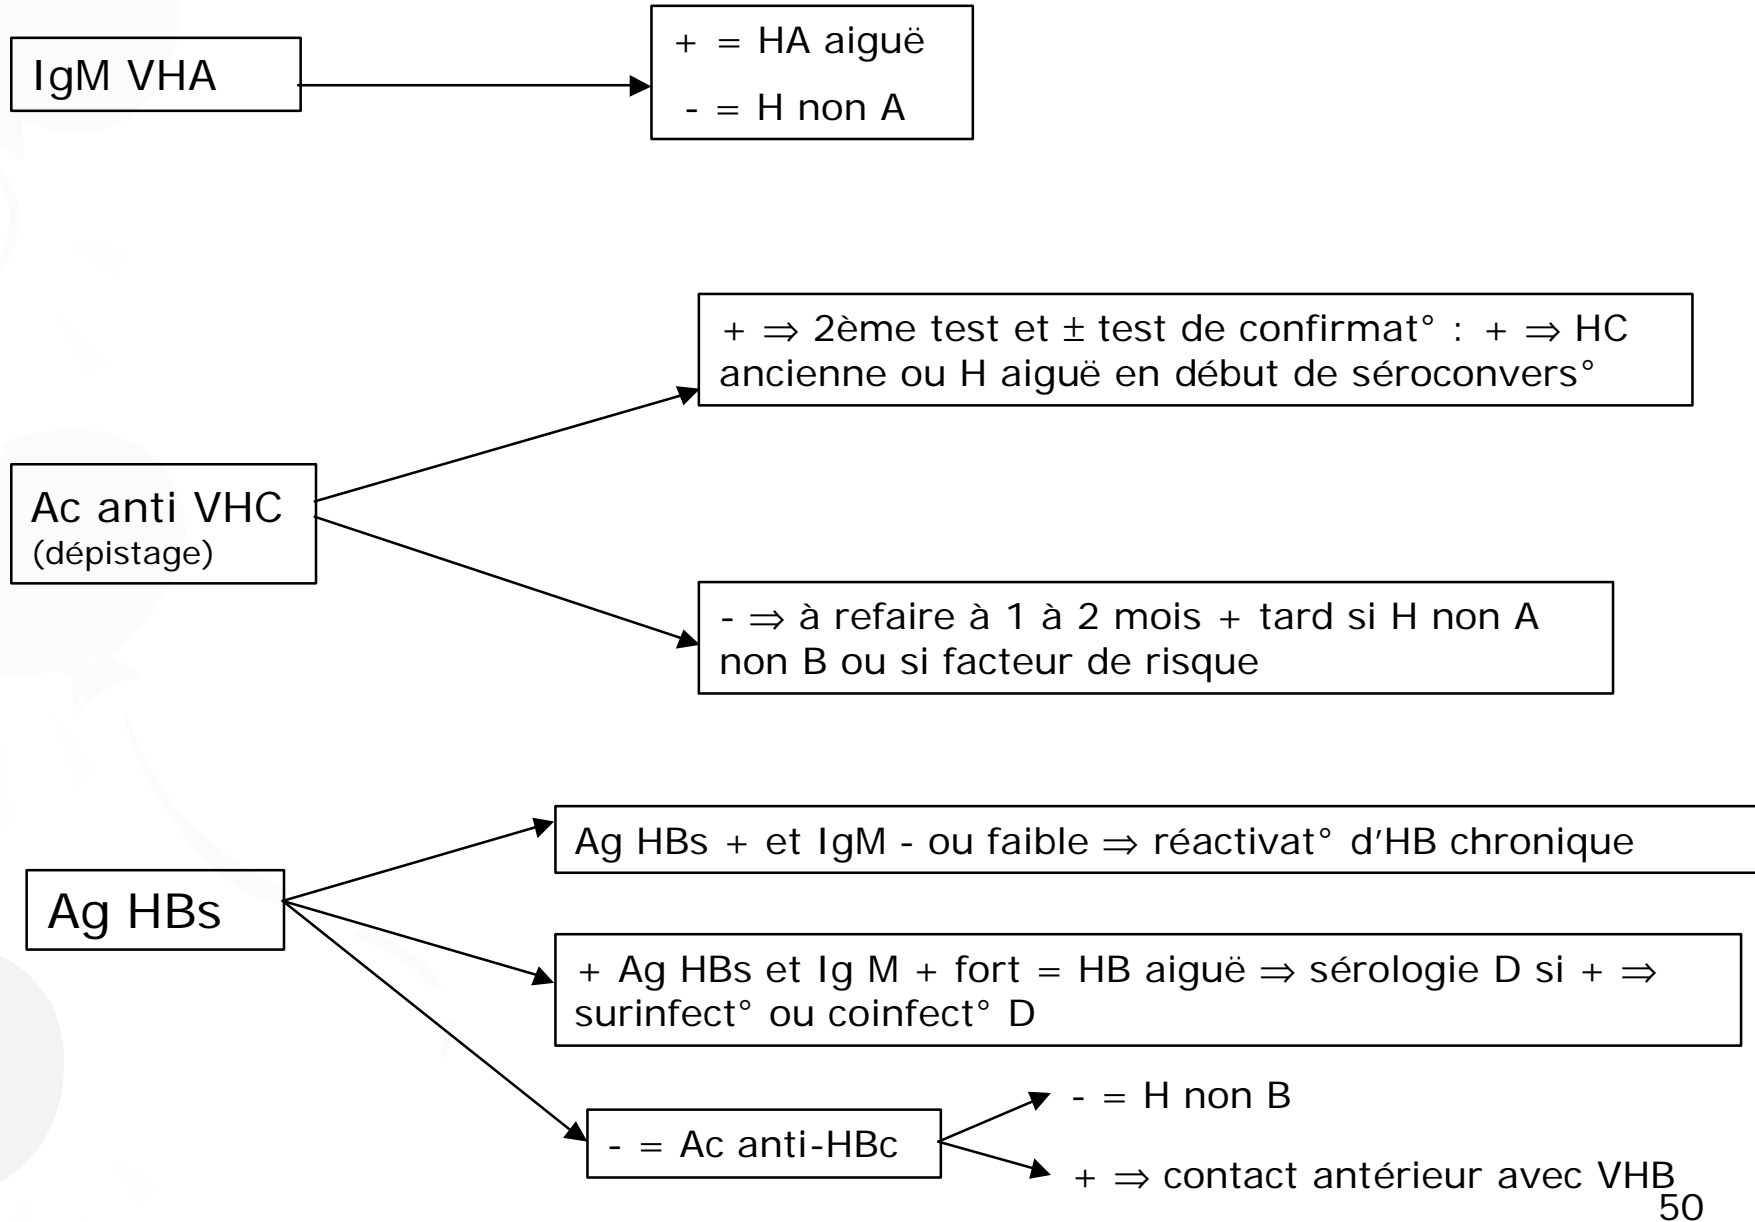 IgM VHA
+ = HA aiguë
- = H non A
+ ⇒ 2ème test et ± test de confirmat° : + ⇒ HC
ancienne ou H aiguë en début de séroconvers°
Ac anti VHC
(dépistage)
- ⇒ à refaire à 1 à 2 mois + tard si H non A
non B ou si facteur de risque
Ag HBs + et IgM - ou faible ⇒ réactivat° d'HB chronique
Ag HBs
+ Ag HBs et Ig M + fort = HB aiguë ⇒ sérologie D si + ⇒
surinfect° ou coinfect° D
- = Ac anti-HBc
- = H non B
+ ⇒ contact antérieur avec VHB
50